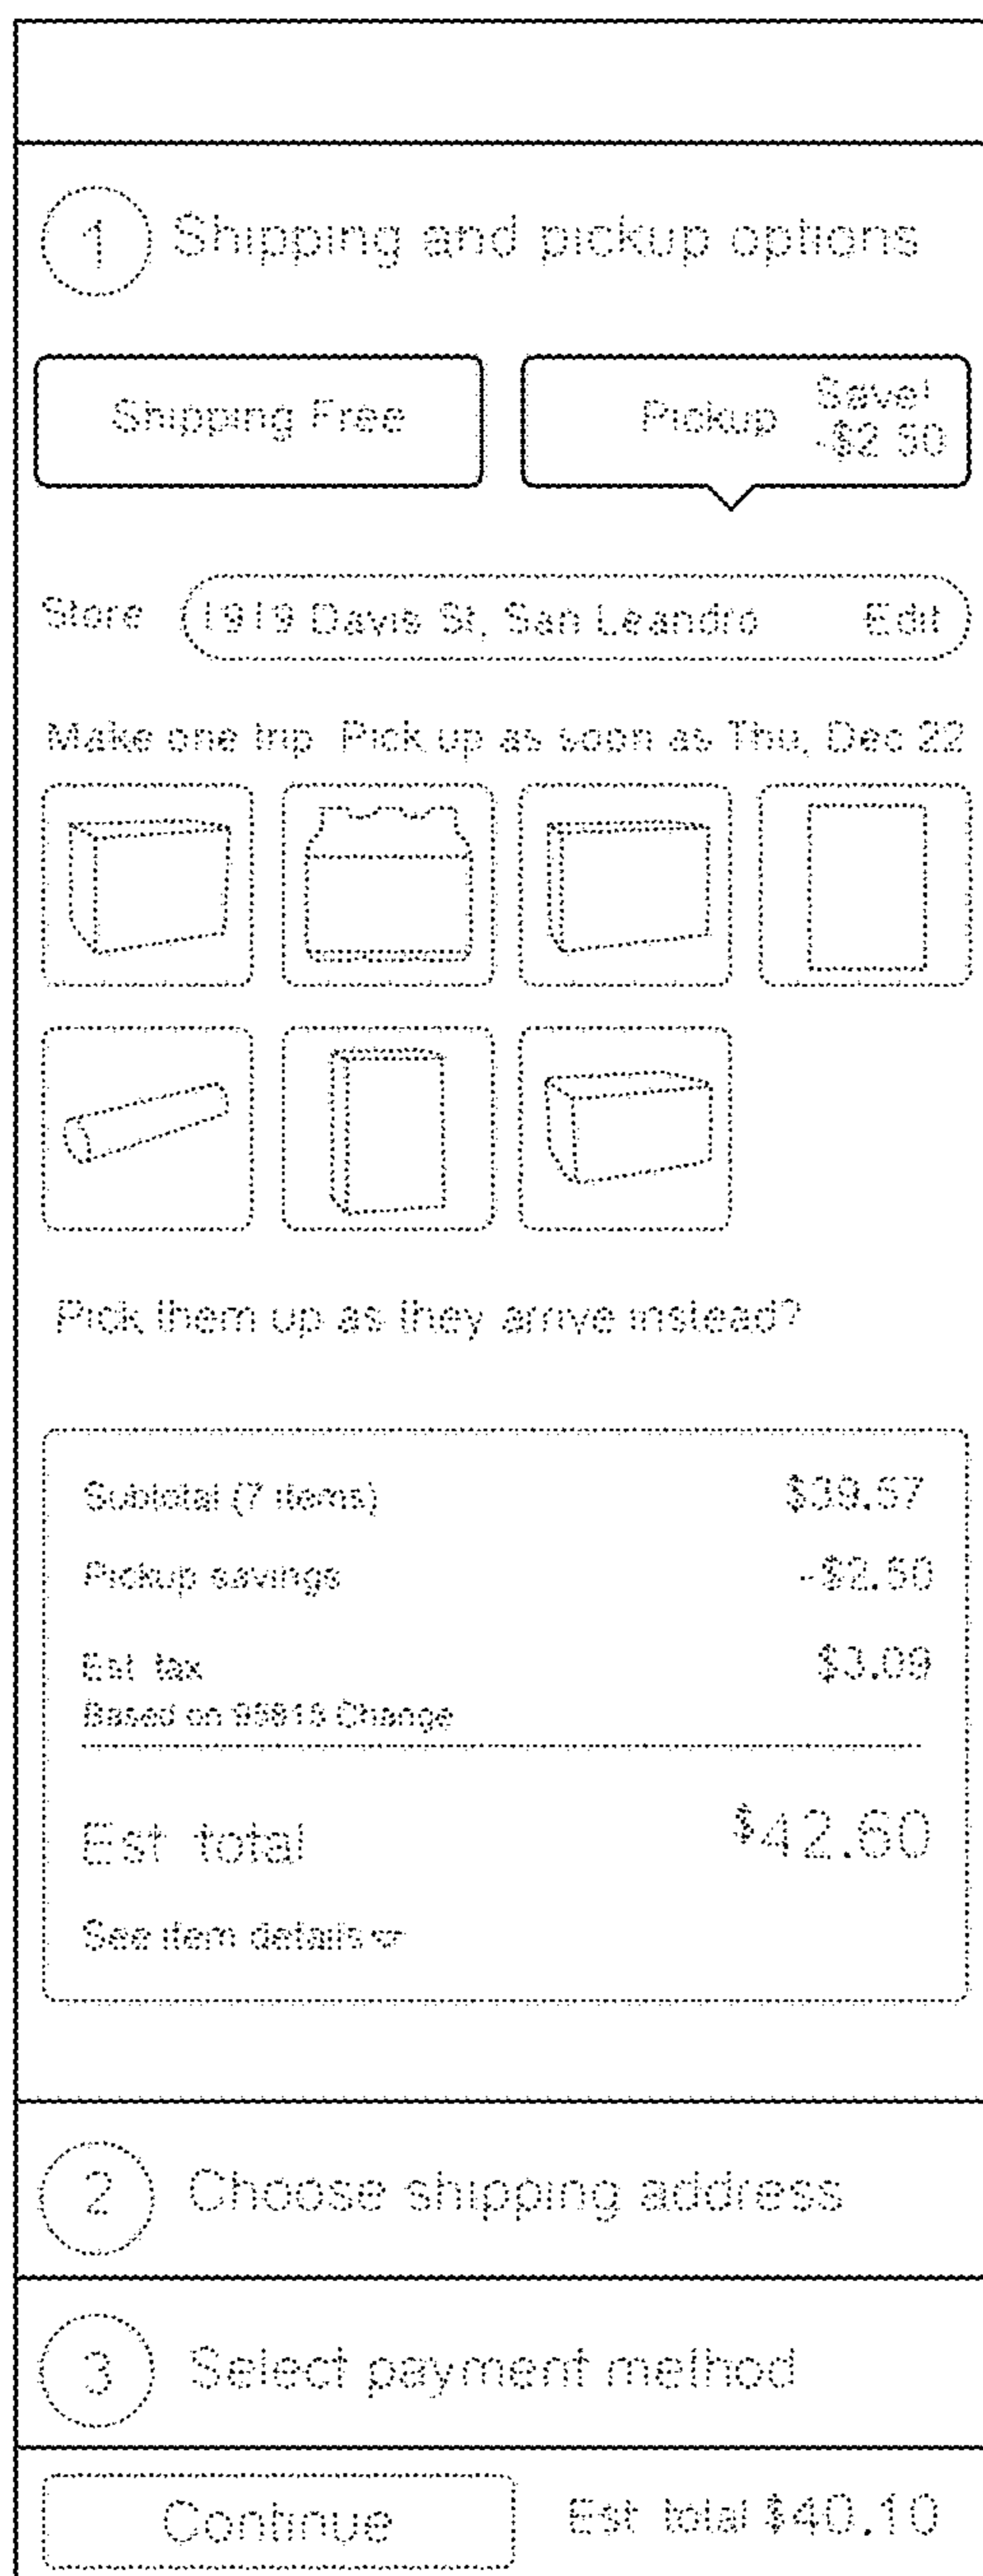 1 Shipping and pickup options
Shipping Free
Pickup
Save!
-$2.50
Store 1919 Davis St, San Leandro Edit
Make one trip. Pick up as soon as Thu, Dec 22
Pick them up as they arrive instead?
Subtotal (7 items) $39.57
Pickup savings -$2.50
Est. tax $3.09
Based on Change
Est. total $42.60
See item details
2 Choose shipping address
3 Select payment method
Continue Est. total $40.10